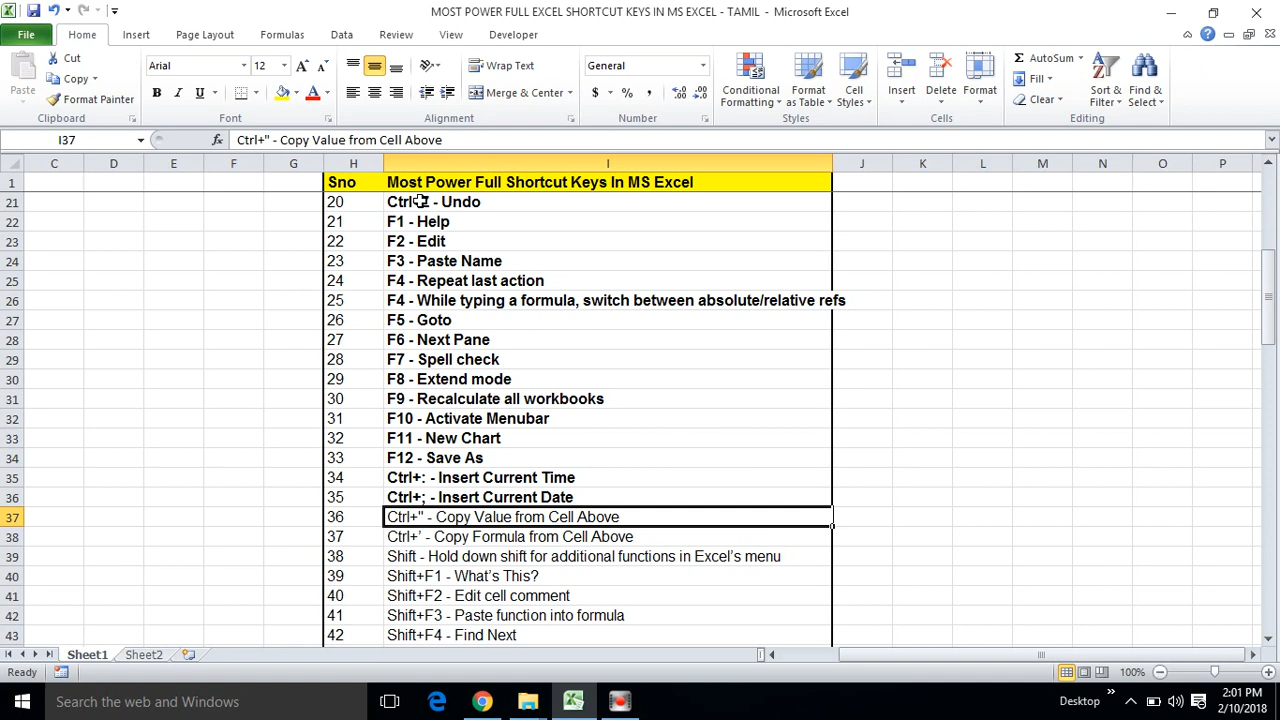 MOST POWER FULL EXCEL SHORTCUT KEYS IN MS EXCEL - TAMIL - Microsoft Excel
File Home Insert Page Layout Formulas Data Review View Developer
Cut
Copy
Format Painter
Paste
Clipboard
Arial 12
B I U
Font
Wrap Text
Merge & Center
Alignment
General
$ % ,
Number
Conditional Formatting
Format as Table
Cell Styles
Styles
Insert Delete Format
Cells
AutoSum
Fill
Clear
Sort & Filter
Find & Select
Editing
I37 fx Ctrl+" - Copy Value from Cell Above
C D E F G H I J K L M N O P
1 Sno Most Power Full Shortcut Keys In MS Excel
21 20 Ctrl+Z - Undo
22 21 F1 - Help
23 22 F2 - Edit
24 23 F3 - Paste Name
25 24 F4 - Repeat last action
26 25 F4 - While typing a formula, switch between absolute/relative refs
27 26 F5 - Goto
28 27 F6 - Next Pane
29 28 F7 - Spell check
30 29 F8 - Extend mode
31 30 F9 - Recalculate all workbooks
32 31 F10 - Activate Menubar
33 32 F11 - New Chart
34 33 F12 - Save As
35 34 Ctrl+: - Insert Current Time
36 35 Ctrl+; - Insert Current Date
37 36 Ctrl+" - Copy Value from Cell Above
38 37 Ctrl+’ - Copy Formula from Cell Above
39 38 Shift - Hold down shift for additional functions in Excel’s menu
40 39 Shift+F1 - What’s This?
41 40 Shift+F2 - Edit cell comment
42 41 Shift+F3 - Paste function into formula
43 42 Shift+F4 - Find Next
Sheet1 Sheet2
Ready 100%
Search the web and Windows
Desktop
2:01 PM
2/10/2018